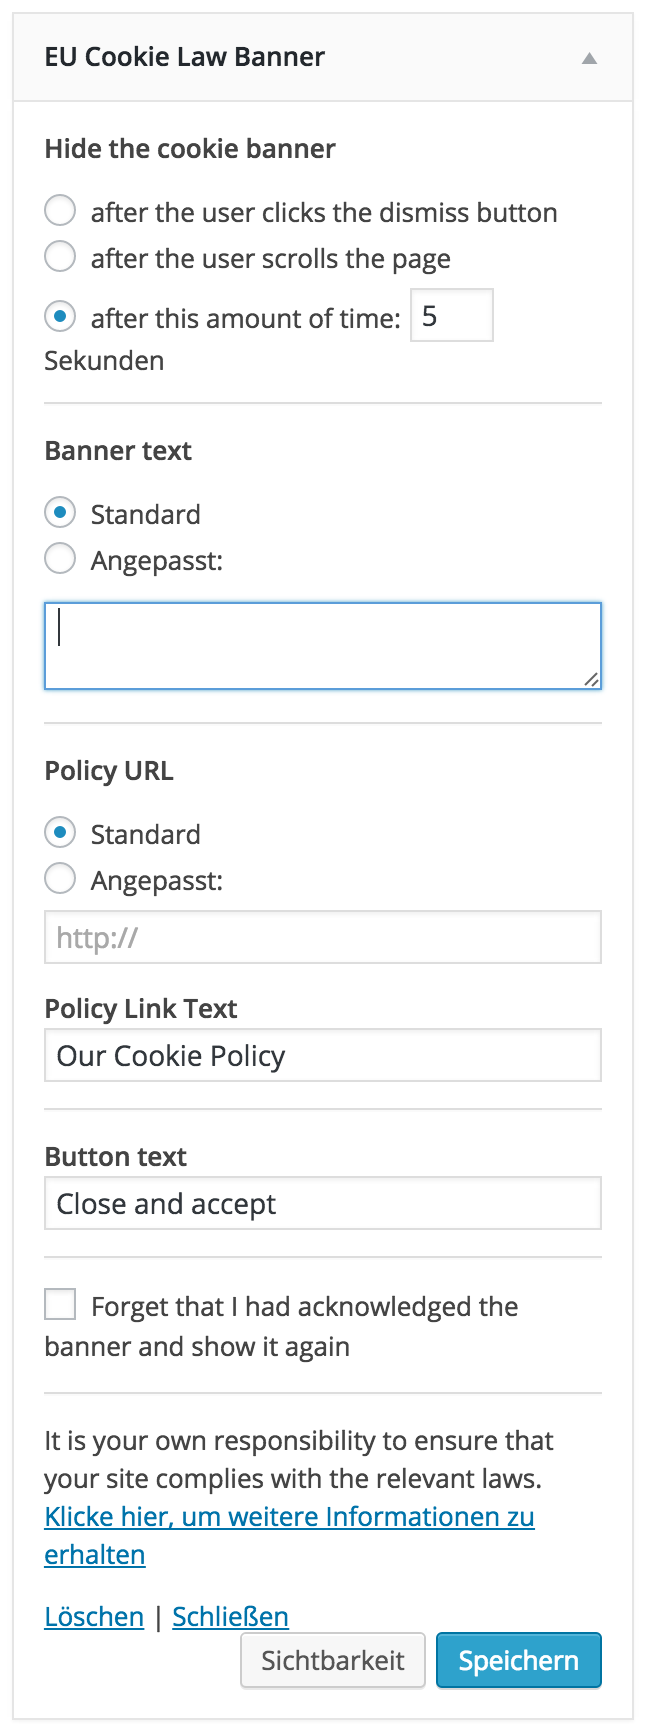 EU Cookie Law Banner
Hide the cookie banner
after the user clicks the dismiss button
after the user scrolls the page
after this amount of time: 5
Sekunden
Banner text
Standard
Angepasst:
Policy URL
Standard
Angepasst:
http://
Policy Link Text
Our Cookie Policy
Button text
Close and accept
Forget that I had acknowledged the
banner and show it again
It is your own responsibility to ensure that
your site complies with the relevant laws.
Klicke hier, um weitere Informationen zu
erhalten
Löschen | Schließen
Sichtbarkeit Speichern